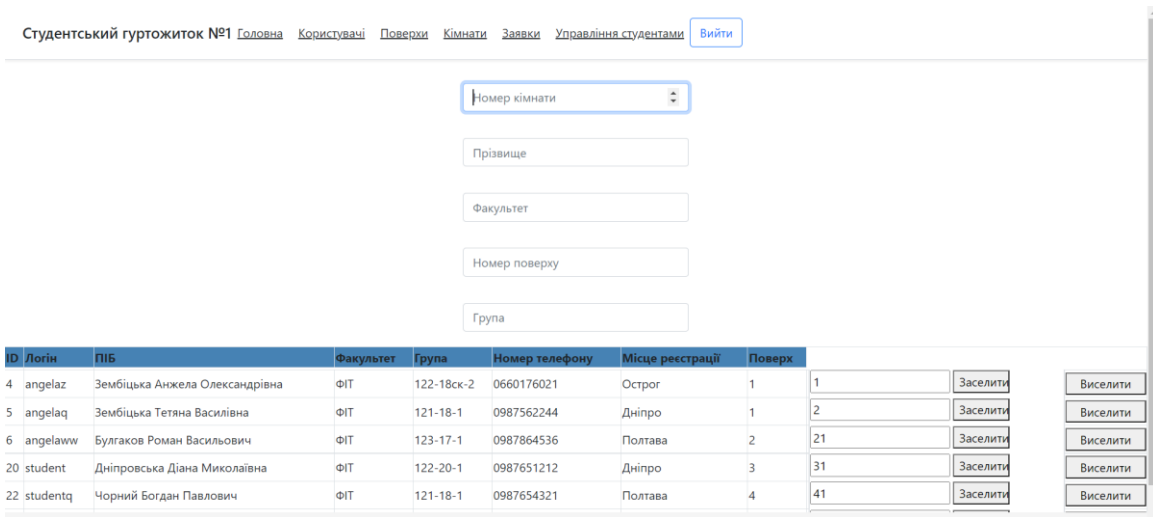 Студентський гуртожиток №1 Головна Користувачі Поверхи Кімнати Заявки Управління студентами Вийти
Номер кімнати
Прізвище
Факультет
Номер поверху
Група
ID Логін ПІБ Факультет Група Номер телефону Місце реєстрації Поверх
4 angelaz Зембіцька Анжела Олександрівна ФІТ 122-18ск-2 0660176021 Острог 1 1 Заселити Виселити
5 angelaq Зембіцька Тетяна Василівна ФІТ 121-18-1 0987562244 Дніпро 1 2 Заселити Виселити
6 angelaww Булгаков Роман Васильович ФІТ 123-17-1 0987864536 Полтава 2 21 Заселити Виселити
20 student Дніпровська Діана Миколаївна ФІТ 122-20-1 0987651212 Дніпро 3 31 Заселити Виселити
22 studentq Чорний Богдан Павлович ФІТ 121-18-1 0987654321 Полтава 4 41 Заселити Виселити